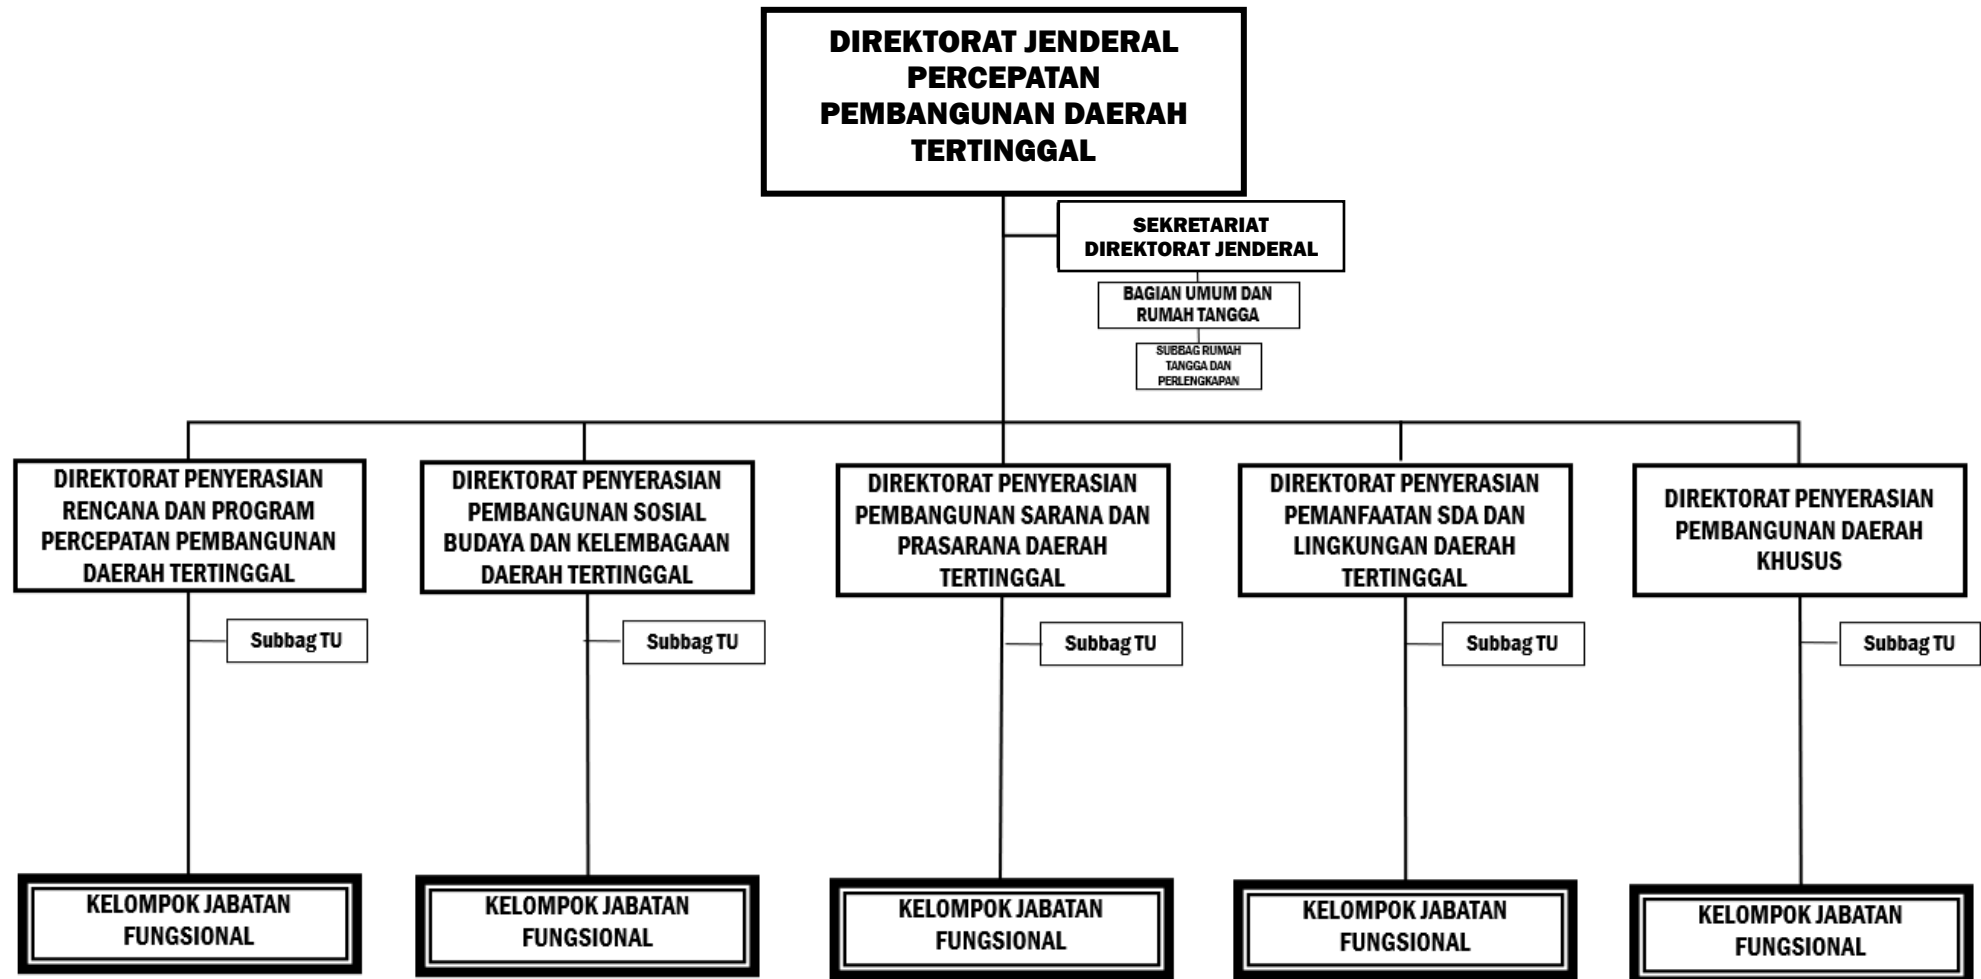 DIREKTORAT JENDERAL
PERCEPATAN
PEMBANGUNAN DAERAH
TERTINGGAL
SEKRETARIAT
DIREKTORAT JENDERAL
BAGIAN UMUM DAN
RUMAH TANGGA
SUBBAG RUMAH
TANGGA DAN
PERLENGKAPAN
DIREKTORAT PENYERASIAN
RENCANA DAN PROGRAM
PERCEPATAN PEMBANGUNAN
DAERAH TERTINGGAL
DIREKTORAT PENYERASIAN
PEMBANGUNAN SOSIAL
BUDAYA DAN KELEMBAGAAN
DAERAH TERTINGGAL
DIREKTORAT PENYERASIAN
PEMBANGUNAN SARANA DAN
PRASARANA DAERAH
TERTINGGAL
DIREKTORAT PENYERASIAN
PEMANFAATAN SDA DAN
LINGKUNGAN DAERAH
TERTINGGAL
DIREKTORAT PENYERASIAN
PEMBANGUNAN DAERAH
KHUSUS
Subbag TU
Subbag TU
Subbag TU
Subbag TU
Subbag TU
KELOMPOK JABATAN
FUNGSIONAL
KELOMPOK JABATAN
FUNGSIONAL
KELOMPOK JABATAN
FUNGSIONAL
KELOMPOK JABATAN
FUNGSIONAL
KELOMPOK JABATAN
FUNGSIONAL